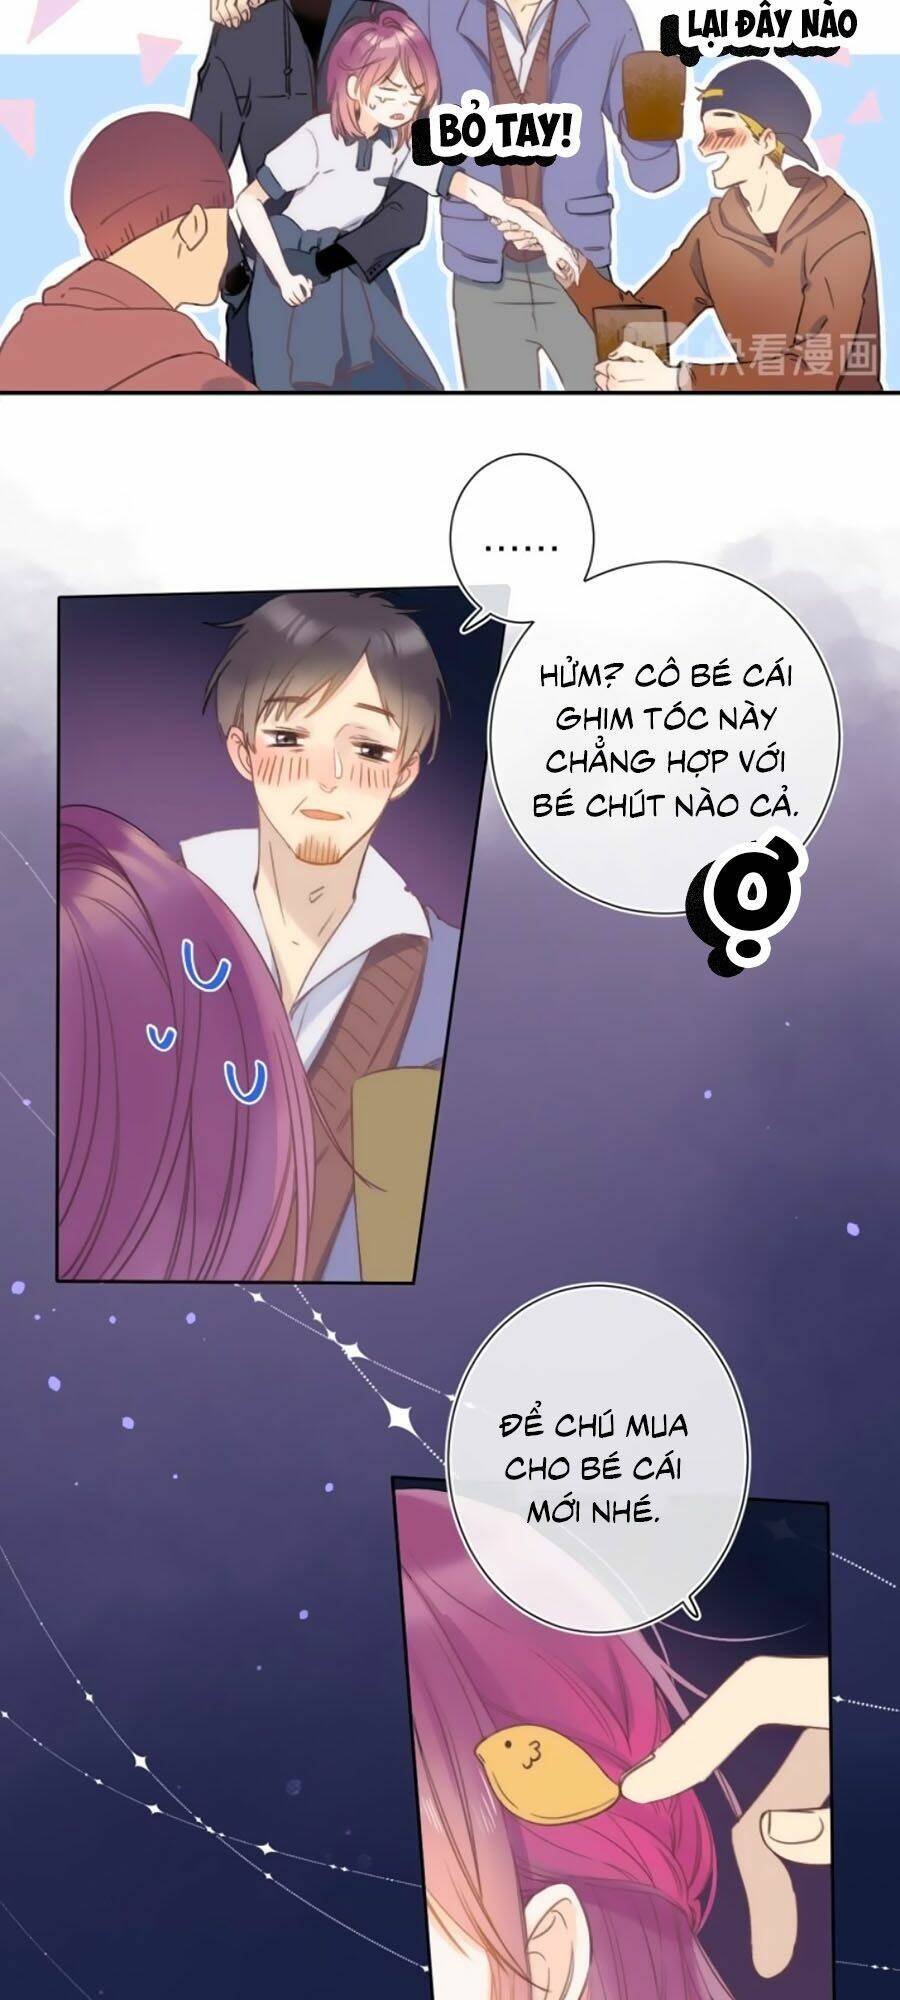 LẠI ĐÂY NÀO
BỎ TAY!
快看漫画
......
HỬM? CÔ BÉ CÁI
GHIM TÓC NÀY
CHẲNG HỢP VỚI
BÉ CHÚT NÀO CẢ.
Ợ
ĐỂ CHÚ MUA
CHO BÉ CÁI
MỚI NHÉ.